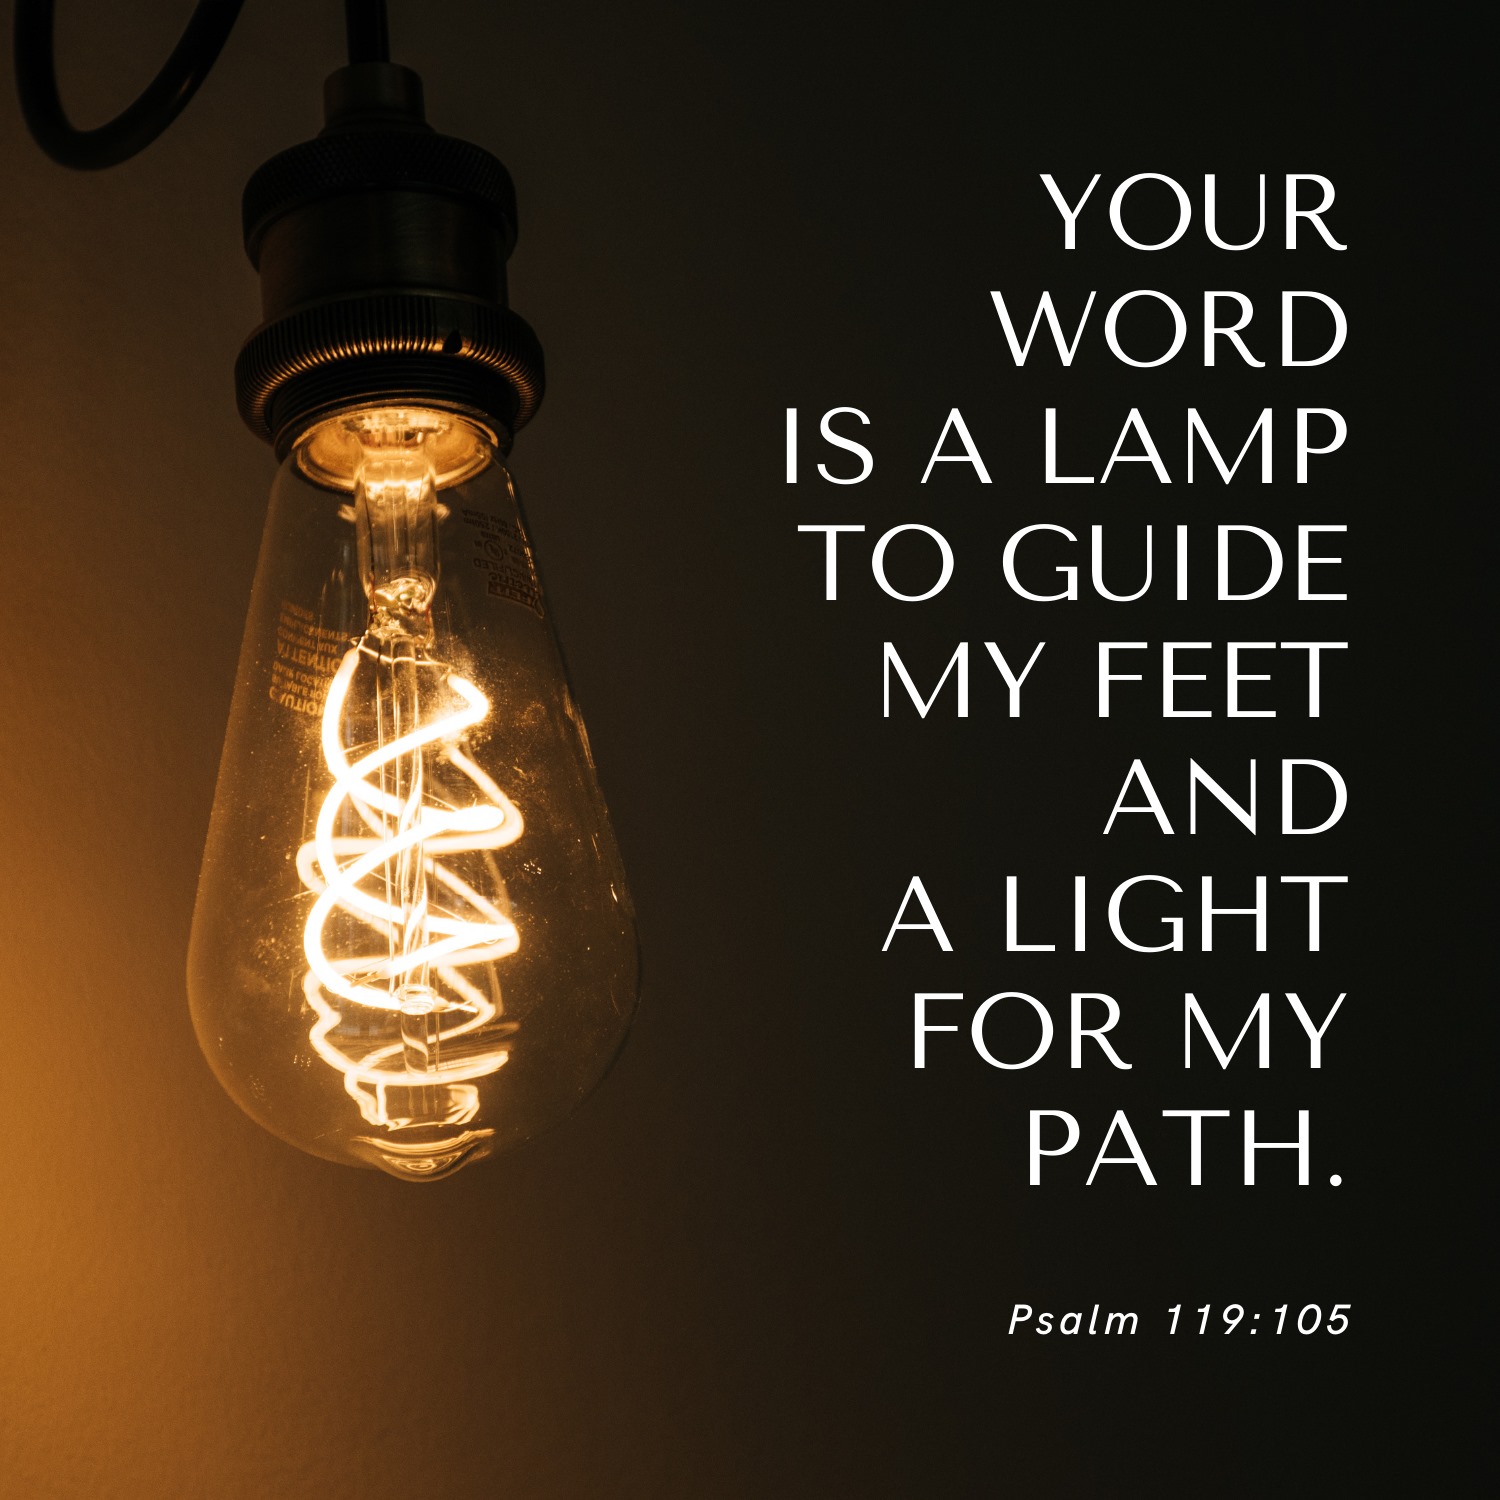 YOUR
WORD
IS A LAMP
TO GUIDE
MY FEET
AND
A LIGHT
FOR MY
PATH.
Psalm 119:105